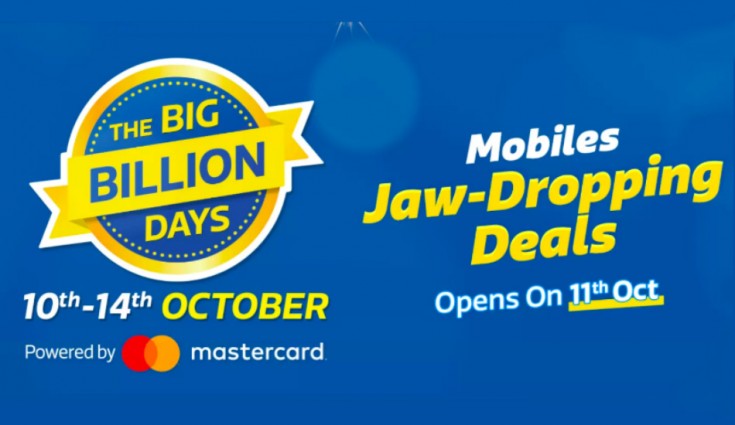 THE BIG
BILLION
DAYS
10th-14th OCTOBER
Powered by mastercard
Mobiles
Jaw-Dropping
Deals
Opens On 11th Oct